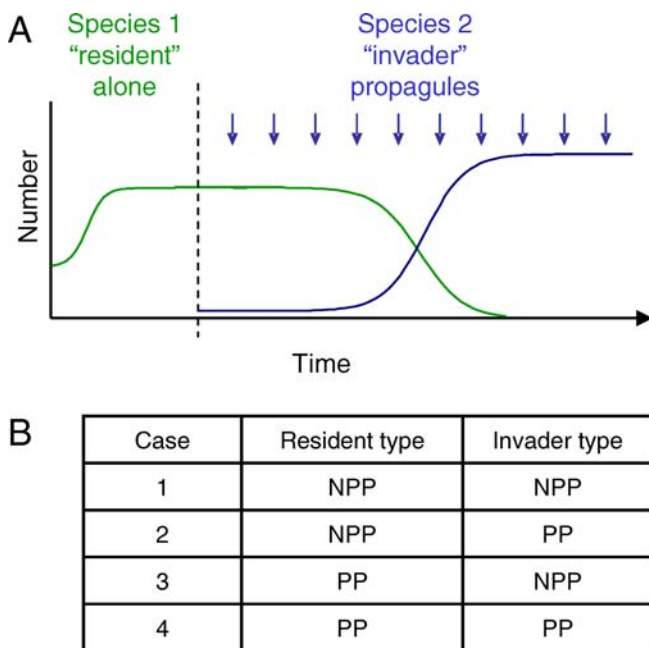 A
Species 1
“resident”
alone
Species 2
“invader”
propagules
Number
Time
B
Case Resident type Invader type
1 NPP NPP
2 NPP PP
3 PP NPP
4 PP PP